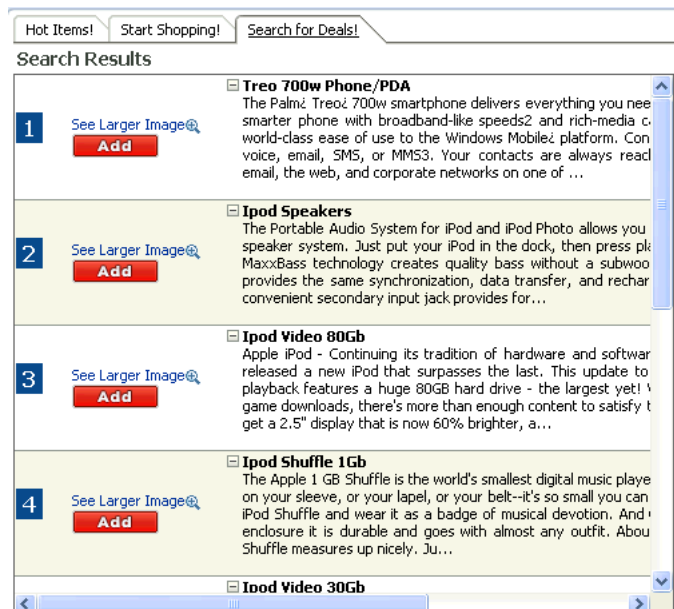 Hot Items!
Start Shopping!
Search for Deals!
Search Results
Treo 700w Phone/PDA
The Palm¿ Treo¿ 700w smartphone delivers everything you nee
smarter phone with broadband-like speeds2 and rich-media
world-class ease of use to the Windows Mobile¿ platform. Con
voice, email, SMS, or MMS3. Your contacts are always reac
email, the web, and corporate networks on one of ...
1
See Larger Image
Add
Ipod Speakers
The Portable Audio System for iPod and iPod Photo allows you
speaker system. Just put your iPod in the dock, then press
MaxxBass technology creates quality bass without a subwoo
provides the same synchronization, data transfer, and rechar
convenient secondary input jack provides for...
2
See Larger Image
Add
Ipod Video 80Gb
Apple iPod - Continuing its tradition of hardware and softwar
released a new iPod that surpasses the last. This update to
playback features a huge 80GB hard drive - the largest yet!
game downloads, there's more than enough content to satisfy
get a 2.5" display that is now 60% brighter, a...
3
See Larger Image
Add
Ipod Shuffle 1Gb
The Apple 1 GB Shuffle is the world's smallest digital music playe
on your sleeve, or your lapel, or your belt--it's so small you can
iPod Shuffle and wear it as a badge of musical devotion. And
enclosure it is durable and goes with almost any outfit. Abou
Shuffle measures up nicely. Ju...
4
See Larger Image
Add
Ipod Video 30Gb